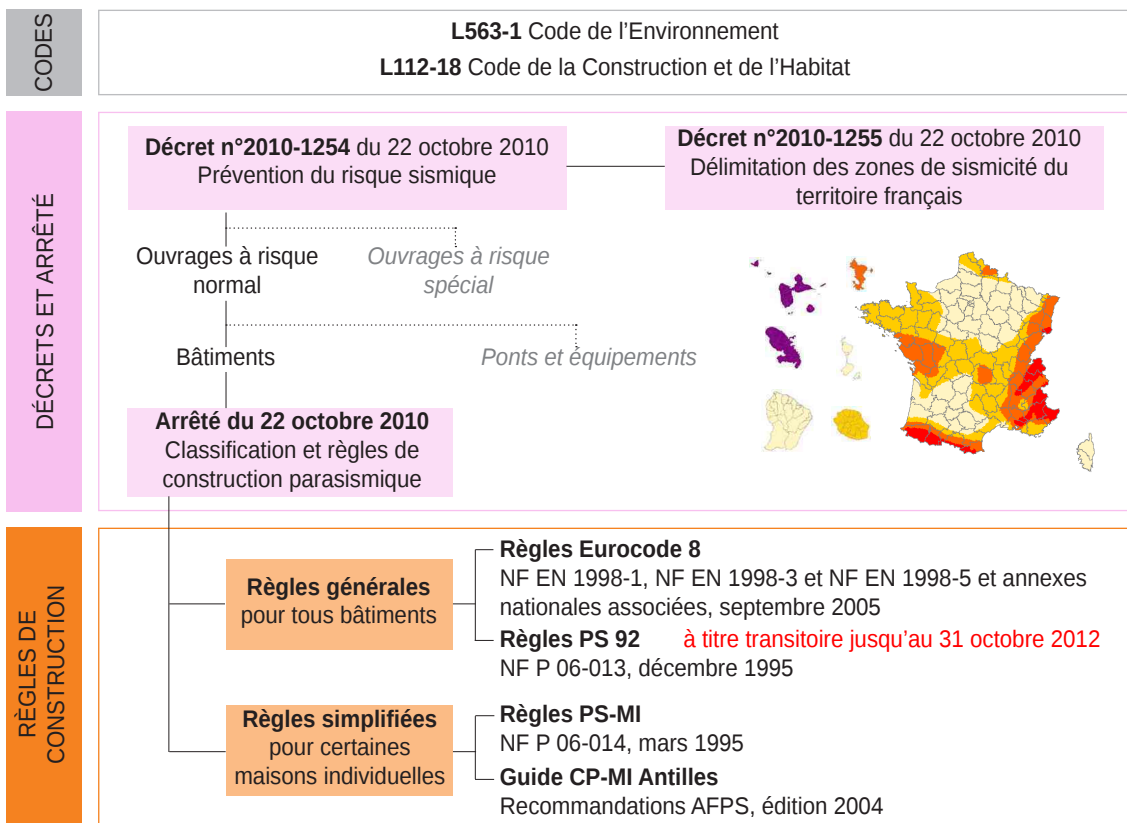 CODES
L563-1 Code de l’Environnement
L112-18 Code de la Construction et de l’Habitat
DÉCRETS ET ARRÊTÉ
Décret n°2010-1254 du 22 octobre 2010
Prévention du risque sismique
Décret n°2010-1255 du 22 octobre 2010
Délimitation des zones de sismicité du
territoire français
Ouvrages à risque
normal
Ouvrages à risque
spécial
Bâtiments
Ponts et équipements
Arrêté du 22 octobre 2010
Classification et règles de
construction parasismique
RÈGLES DE
CONSTRUCTION
Règles générales
pour tous bâtiments
Règles Eurocode 8
NF EN 1998-1, NF EN 1998-3 et NF EN 1998-5 et annexes
nationales associées, septembre 2005
Règles PS 92 à titre transitoire jusqu’au 31 octobre 2012
NF P 06-013, décembre 1995
Règles simplifiées
pour certaines
maisons individuelles
Règles PS-MI
NF P 06-014, mars 1995
Guide CP-MI Antilles
Recommandations AFPS, édition 2004